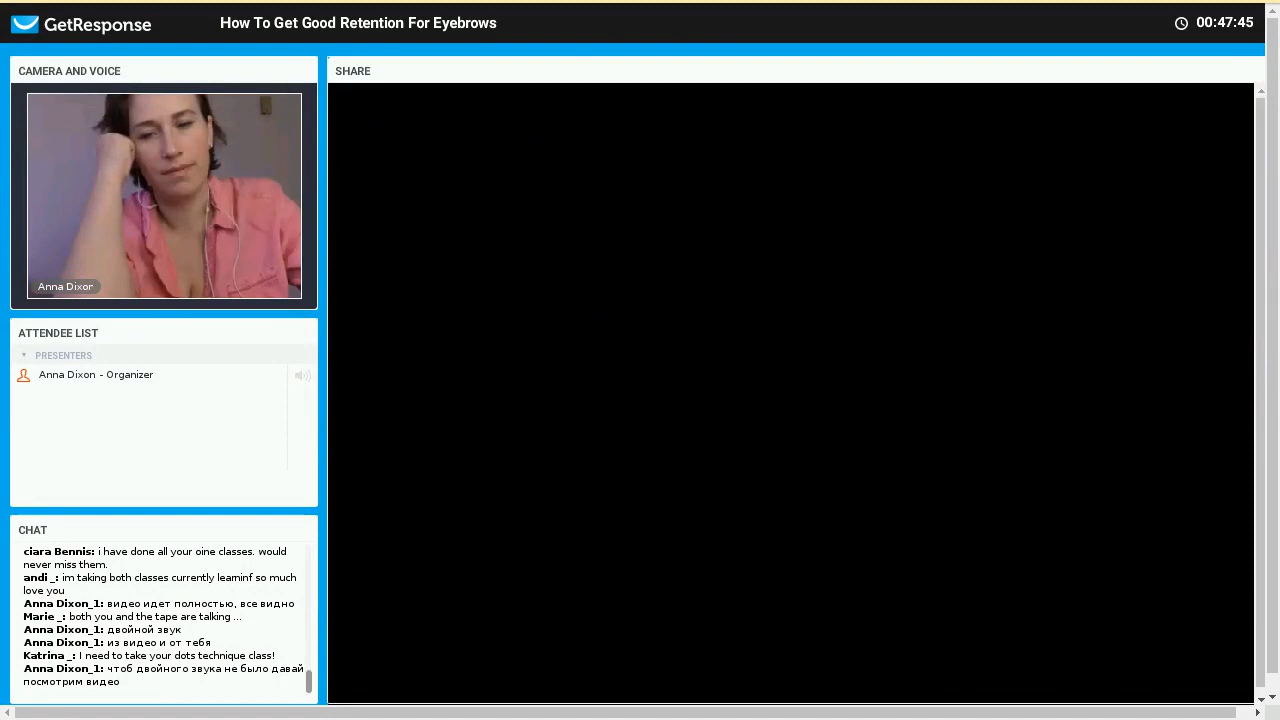 GetResponse
How To Get Good Retention For Eyebrows
00:47:45
CAMERA AND VOICE
Anna Dixon
ATTENDEE LIST
PRESENTERS
Anna Dixon - Organizer
CHAT
ciara Bennis: i have done all your oine classes. would
never miss them.
andi _: im taking both classes currently learninf so much
love you
Anna Dixon_1: видео идет полностью, все видно
Marie _: both you and the tape are talking ...
Anna Dixon_1: двойной звук
Anna Dixon_1: из видео и от тебя
Katrina _: I need to take your dots technique class!
Anna Dixon_1: чтоб двойного звука не было давай
посмотрим видео
SHARE